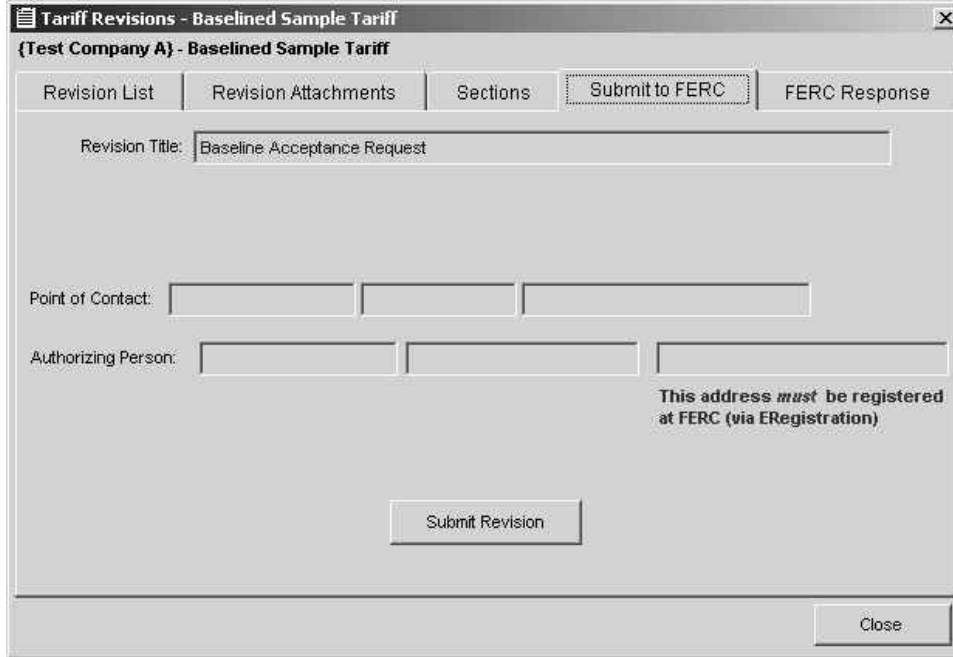 Tariff Revisions - Baselined Sample Tariff
{Test Company A} - Baselined Sample Tariff
Revision List Revision Attachments Sections Submit to FERC FERC Response
Revision Title: Baseline Acceptance Request
Point of Contact:
Authorizing Person:
This address must be registered
at FERC (via ERegistration)
Submit Revision
Close